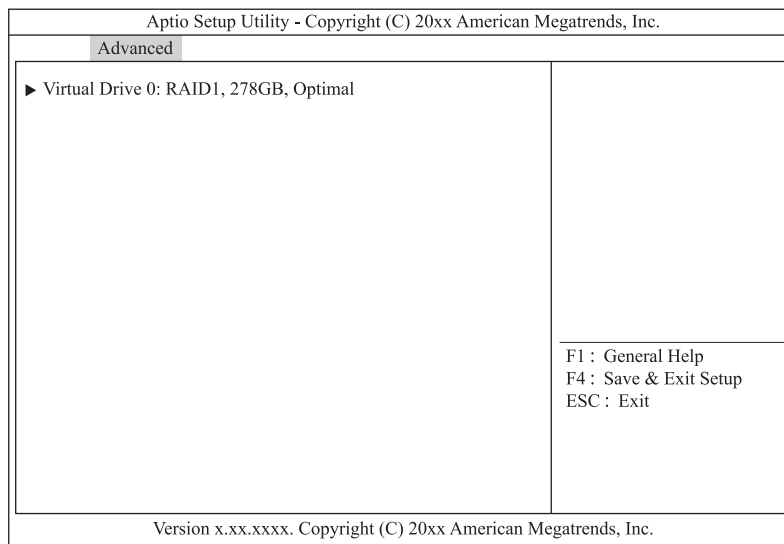 Aptio Setup Utility - Copyright (C) 20xx American Megatrends, Inc.
Advanced
▶ Virtual Drive 0: RAID1, 278GB, Optimal
F1 : General Help
F4 : Save & Exit Setup
ESC : Exit
Version x.xx.xxxx. Copyright (C) 20xx American Megatrends, Inc.